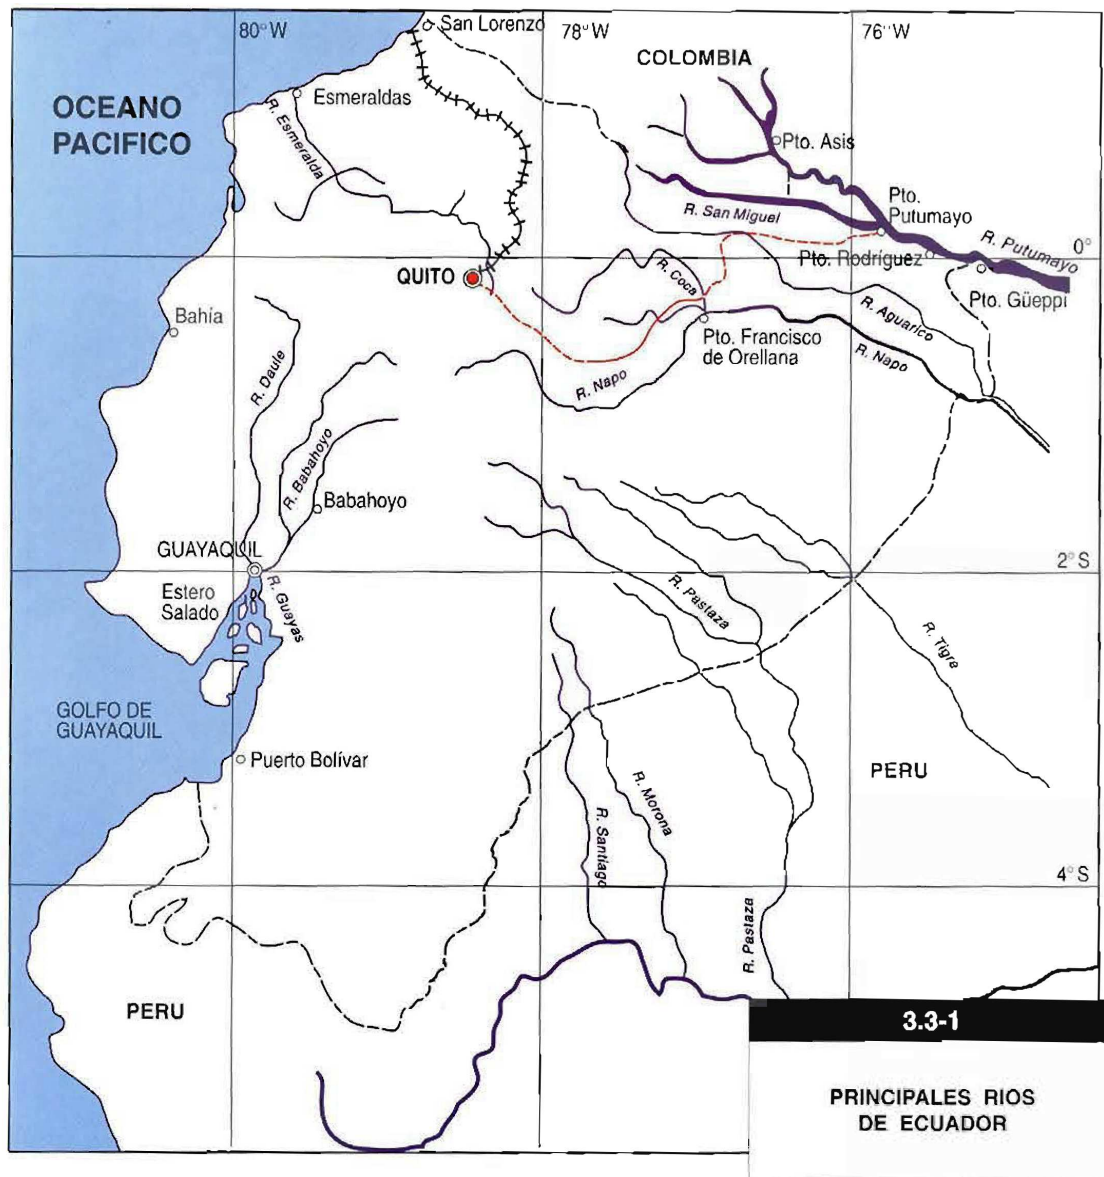 80°W
San Lorenzo
78°W
76°W
COLOMBIA
OCEANO
PACIFICO
Esmeraldas
R. Esmeralda
Pto. Asis
Pto.
Putumayo
R. San Miguel
R. Putumayo
0°
Pto. Rodríguez
QUITO
R. Coca
Pto. Güeppi
Bahía
R. Aguarico
Pto. Francisco
de Orellana
R. Napo
R. Daule
R. Napo
R. Babahoyo
Babahoyo
GUAYAQUIL
2°S
Estero
Salado
R. Guayas
R. Pastaza
R. Tigre
GOLFO DE
GUAYAQUIL
Puerto Bolívar
PERU
R. Morona
R. Santiago
4°S
R. Pastaza
PERU
3.3-1
PRINCIPALES RIOS
DE ECUADOR